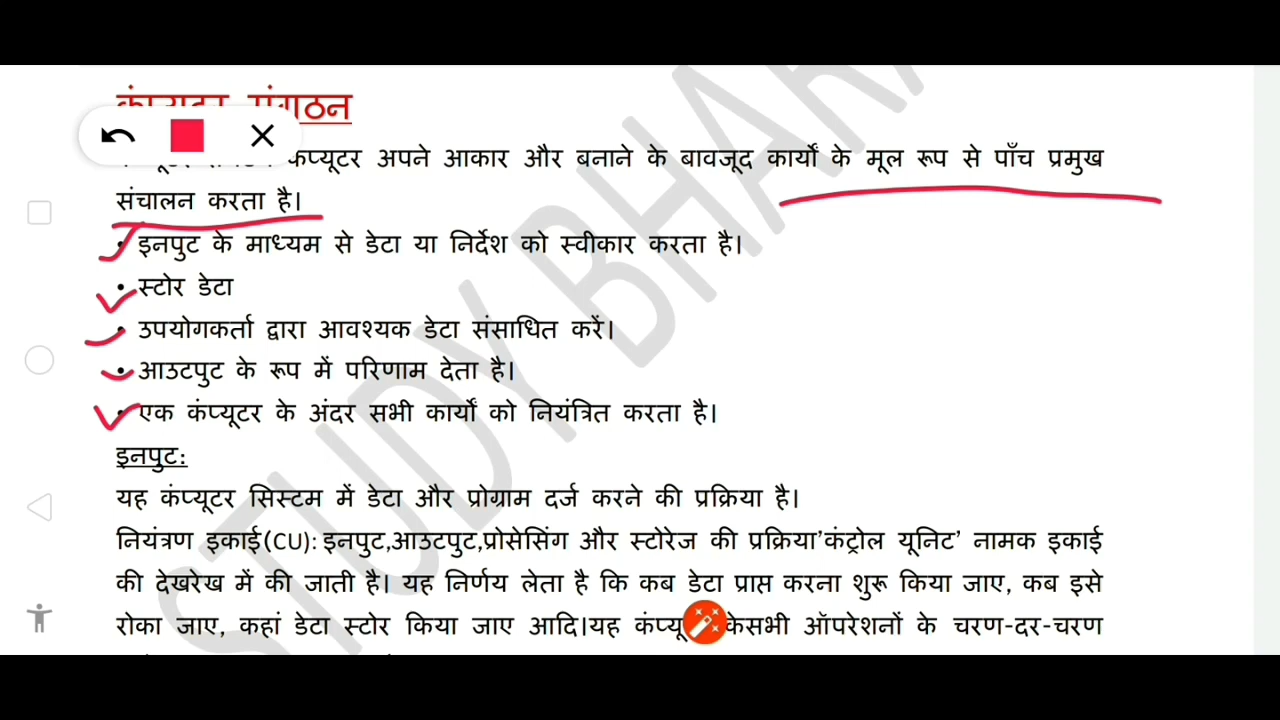 संगठन
कंप्यूटर अपने आकार और बनाने के बावजूद कार्यों के मूल रूप से पाँच प्रमुख
संचालन करता है।
• इनपुट के माध्यम से डेटा या निर्देश को स्वीकार करता है।
• स्टोर डेटा
• उपयोगकर्ता द्वारा आवश्यक डेटा संसाधित करें।
• आउटपुट के रूप में परिणाम देता है।
• एक कंप्यूटर के अंदर सभी कार्यों को नियंत्रित करता है।
इनपुट:
यह कंप्यूटर सिस्टम में डेटा और प्रोग्राम दर्ज करने की प्रक्रिया है।
नियंत्रण इकाई(CU): इनपुट,आउटपुट,प्रोसेसिंग और स्टोरेज की प्रक्रिया’कंट्रोल यूनिट’ नामक इकाई
की देखरेख में की जाती है। यह निर्णय लेता है कि कब डेटा प्राप्त करना शुरू किया जाए, कब इसे
रोका जाए, कहां डेटा स्टोर किया जाए आदि।यह केसभी ऑपरेशनों के चरण-दर-चरण
STUDY BHARA